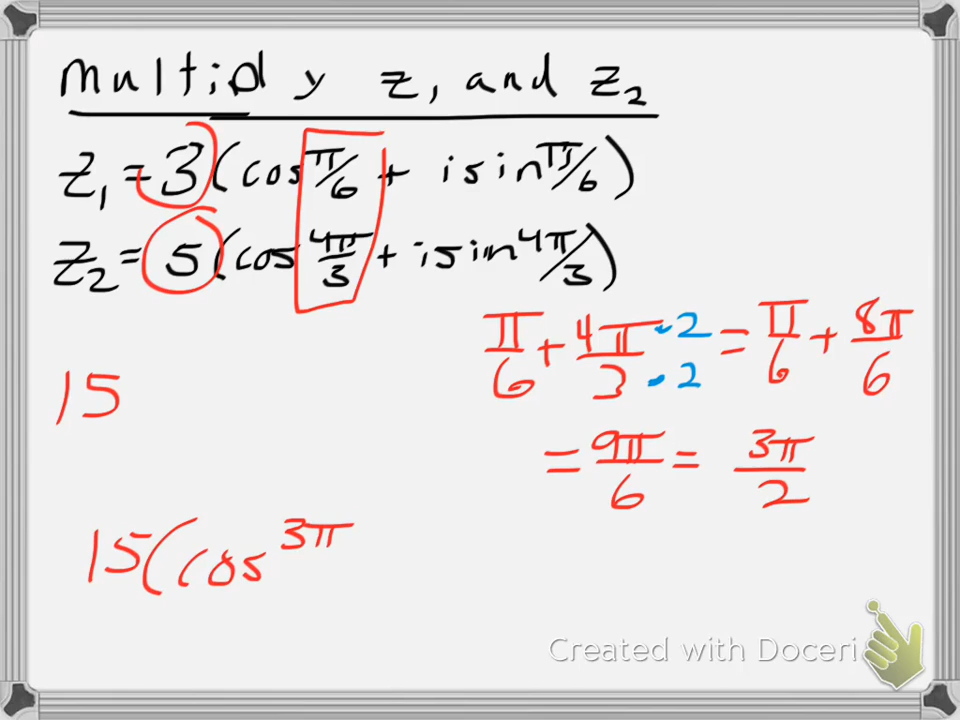 Multiply z₁ and z₂
z₁ = 3(cos π/6 + i sin π/6)
z₂ = 5(cos 4π/3 + i sin 4π/3)
π/6 + 4π/3 ·2/·2 = π/6 + 8π/6
15
= 9π/6 = 3π/2
15(cos 3π
Created with Doceri